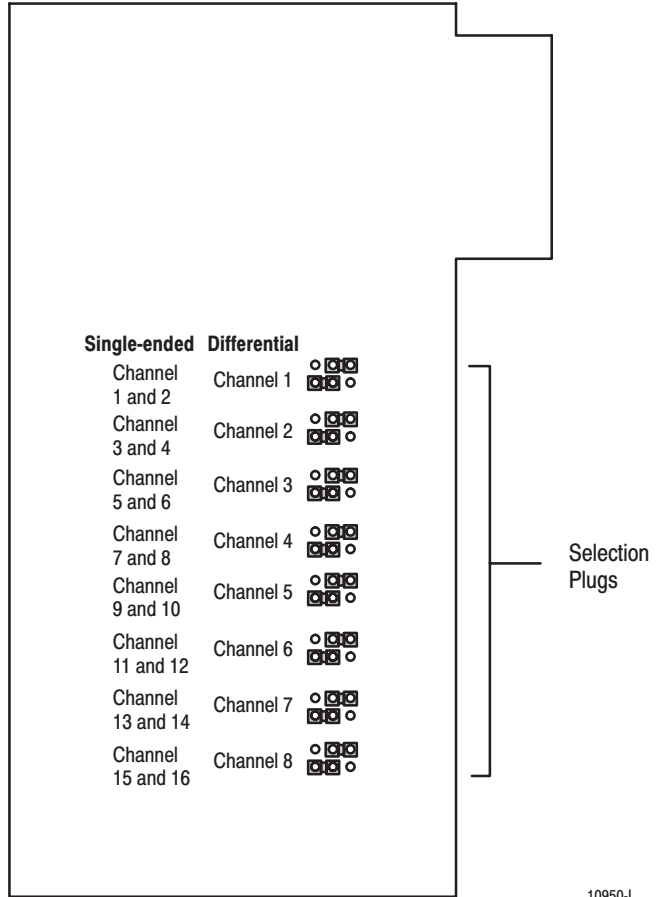 Single-ended Differential
Channel
1 and 2
Channel 1
Channel
3 and 4
Channel 2
Channel
5 and 6
Channel 3
Channel
7 and 8
Channel 4
Channel
9 and 10
Channel 5
Channel
11 and 12
Channel 6
Channel
13 and 14
Channel 7
Channel
15 and 16
Channel 8
Selection
Plugs
10950-I